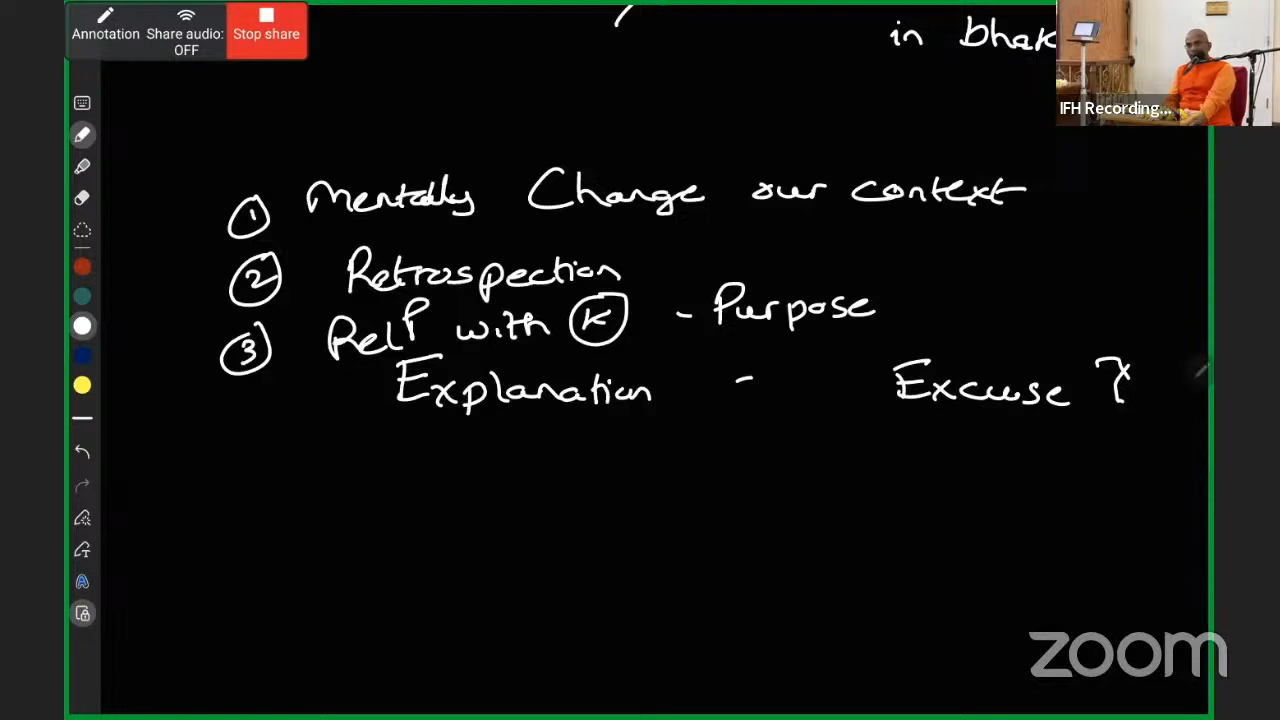 Annotation Share audio: OFF Stop share
in bhak
IFH Recording...
① Mentally Change our context
② Retrospection
③ Relp with Ⓚ - Purpose
Explanation - Excuse ?
zoom